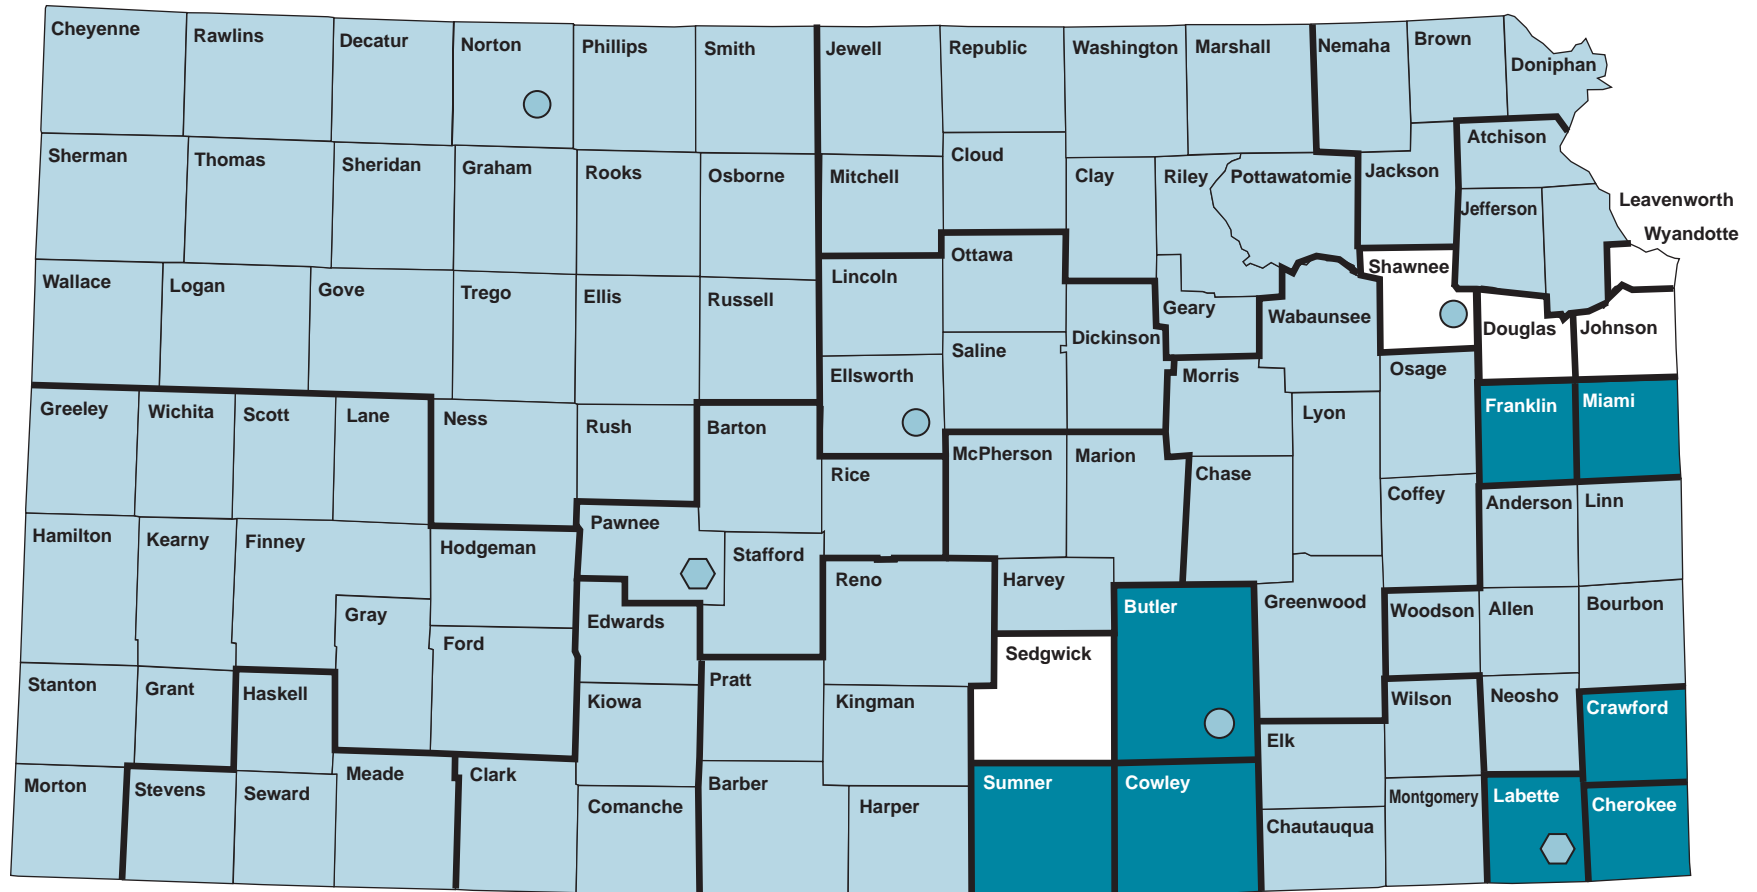 Cheyenne
Rawlins
Decatur
Norton
Phillips
Smith
Jewell
Republic
Washington
Marshall
Nemaha
Brown
Doniphan
Atchison
Sherman
Thomas
Sheridan
Graham
Rooks
Osborne
Mitchell
Cloud
Clay
Riley
Pottawatomie
Jackson
Jefferson
Leavenworth
Wyandotte
Wallace
Logan
Gove
Trego
Ellis
Russell
Lincoln
Ottawa
Saline
Dickinson
Geary
Wabaunsee
Shawnee
Douglas
Johnson
Ellsworth
Morris
Osage
Franklin
Miami
Greeley
Wichita
Scott
Lane
Ness
Rush
Barton
Rice
McPherson
Marion
Chase
Lyon
Coffey
Anderson
Linn
Hamilton
Kearny
Finney
Hodgeman
Pawnee
Stafford
Reno
Harvey
Butler
Greenwood
Woodson
Allen
Bourbon
Gray
Ford
Edwards
Sedgwick
Stanton
Grant
Haskell
Kiowa
Pratt
Kingman
Elk
Wilson
Neosho
Crawford
Morton
Stevens
Seward
Meade
Clark
Comanche
Barber
Harper
Sumner
Cowley
Chautauqua
Montgomery
Labette
Cherokee